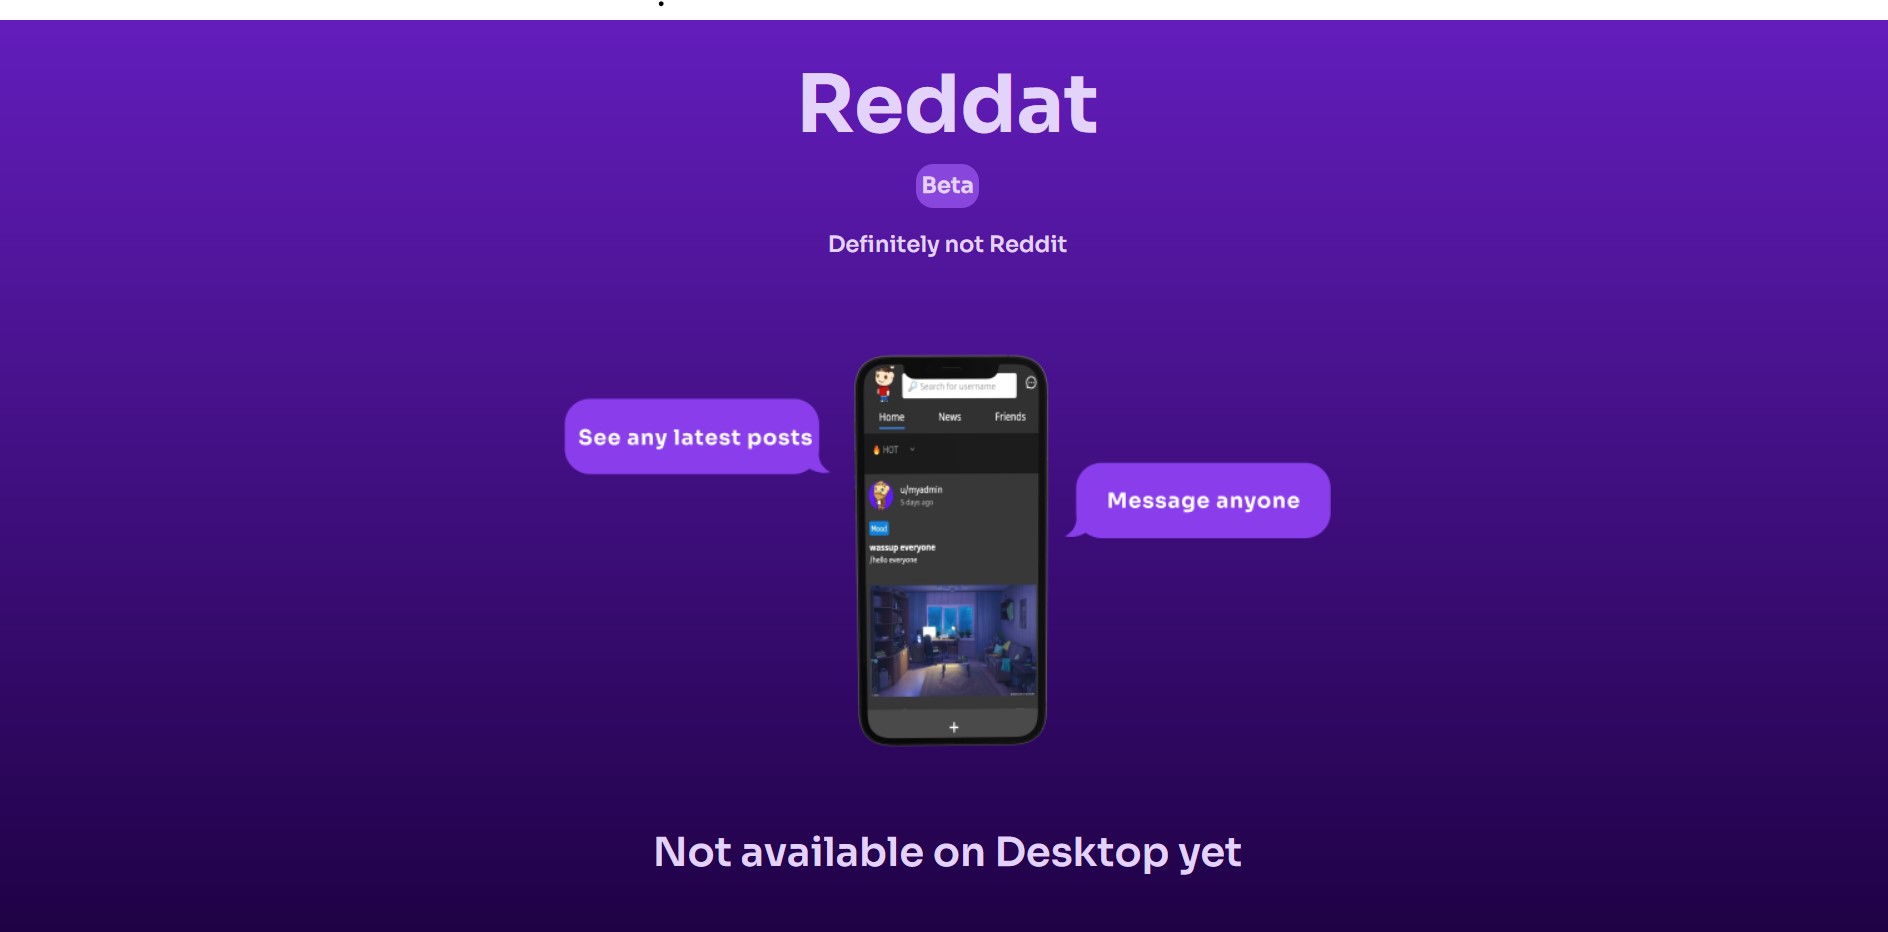 Reddat
Beta
Definitely not Reddit
See any latest posts
Message anyone
Search for username
Home News Friends
HOT
u/myadmin
5 days ago
Mood
wassup everyone
/hello everyone
+
Not available on Desktop yet